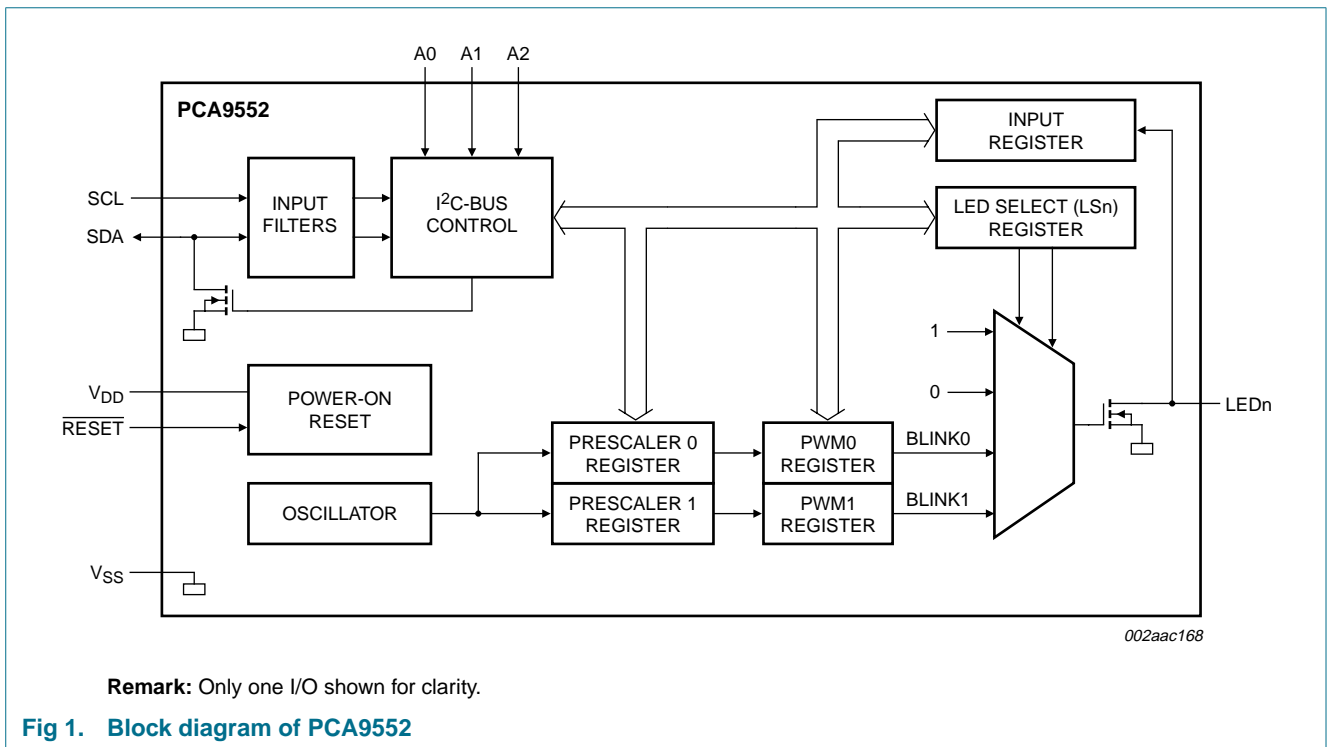 A0 A1 A2
PCA9552
INPUT
REGISTER
SCL
SDA
INPUT
FILTERS
I2C-BUS
CONTROL
LED SELECT (LSn)
REGISTER
1
0
VDD
RESET
POWER-ON
RESET
LEDn
PRESCALER 0
REGISTER
PWM0
REGISTER
BLINK0
OSCILLATOR
PRESCALER 1
REGISTER
PWM1
REGISTER
BLINK1
VSS
002aac168
Remark: Only one I/O shown for clarity.
Fig 1. Block diagram of PCA9552